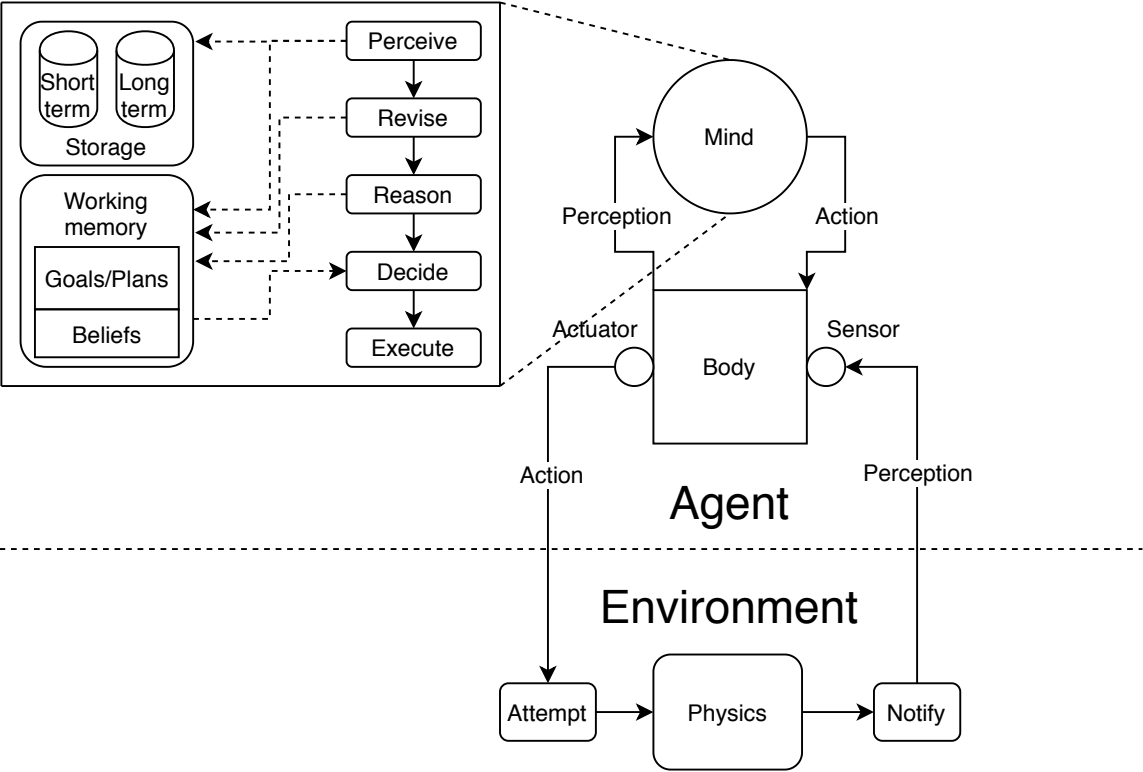 Short
term
Long
term
Storage
Working
memory
Goals/Plans
Beliefs
Perceive
Revise
Reason
Decide
Execute
Mind
Perception
Action
Actuator
Sensor
Body
Action
Perception
Agent
Environment
Attempt
Physics
Notify